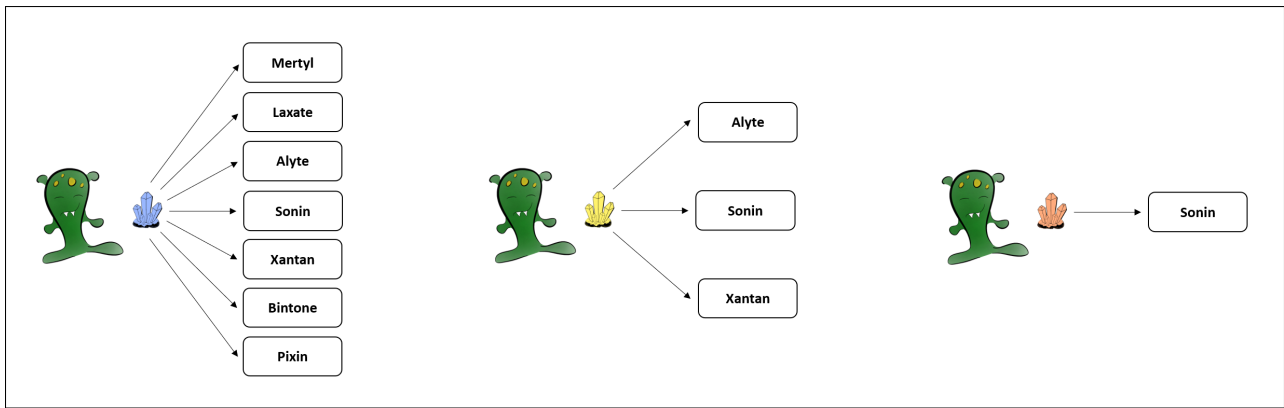 Mertyl
Laxate
Alyte
Sonin
Xantan
Bintone
Pixin
Alyte
Sonin
Xantan
Sonin